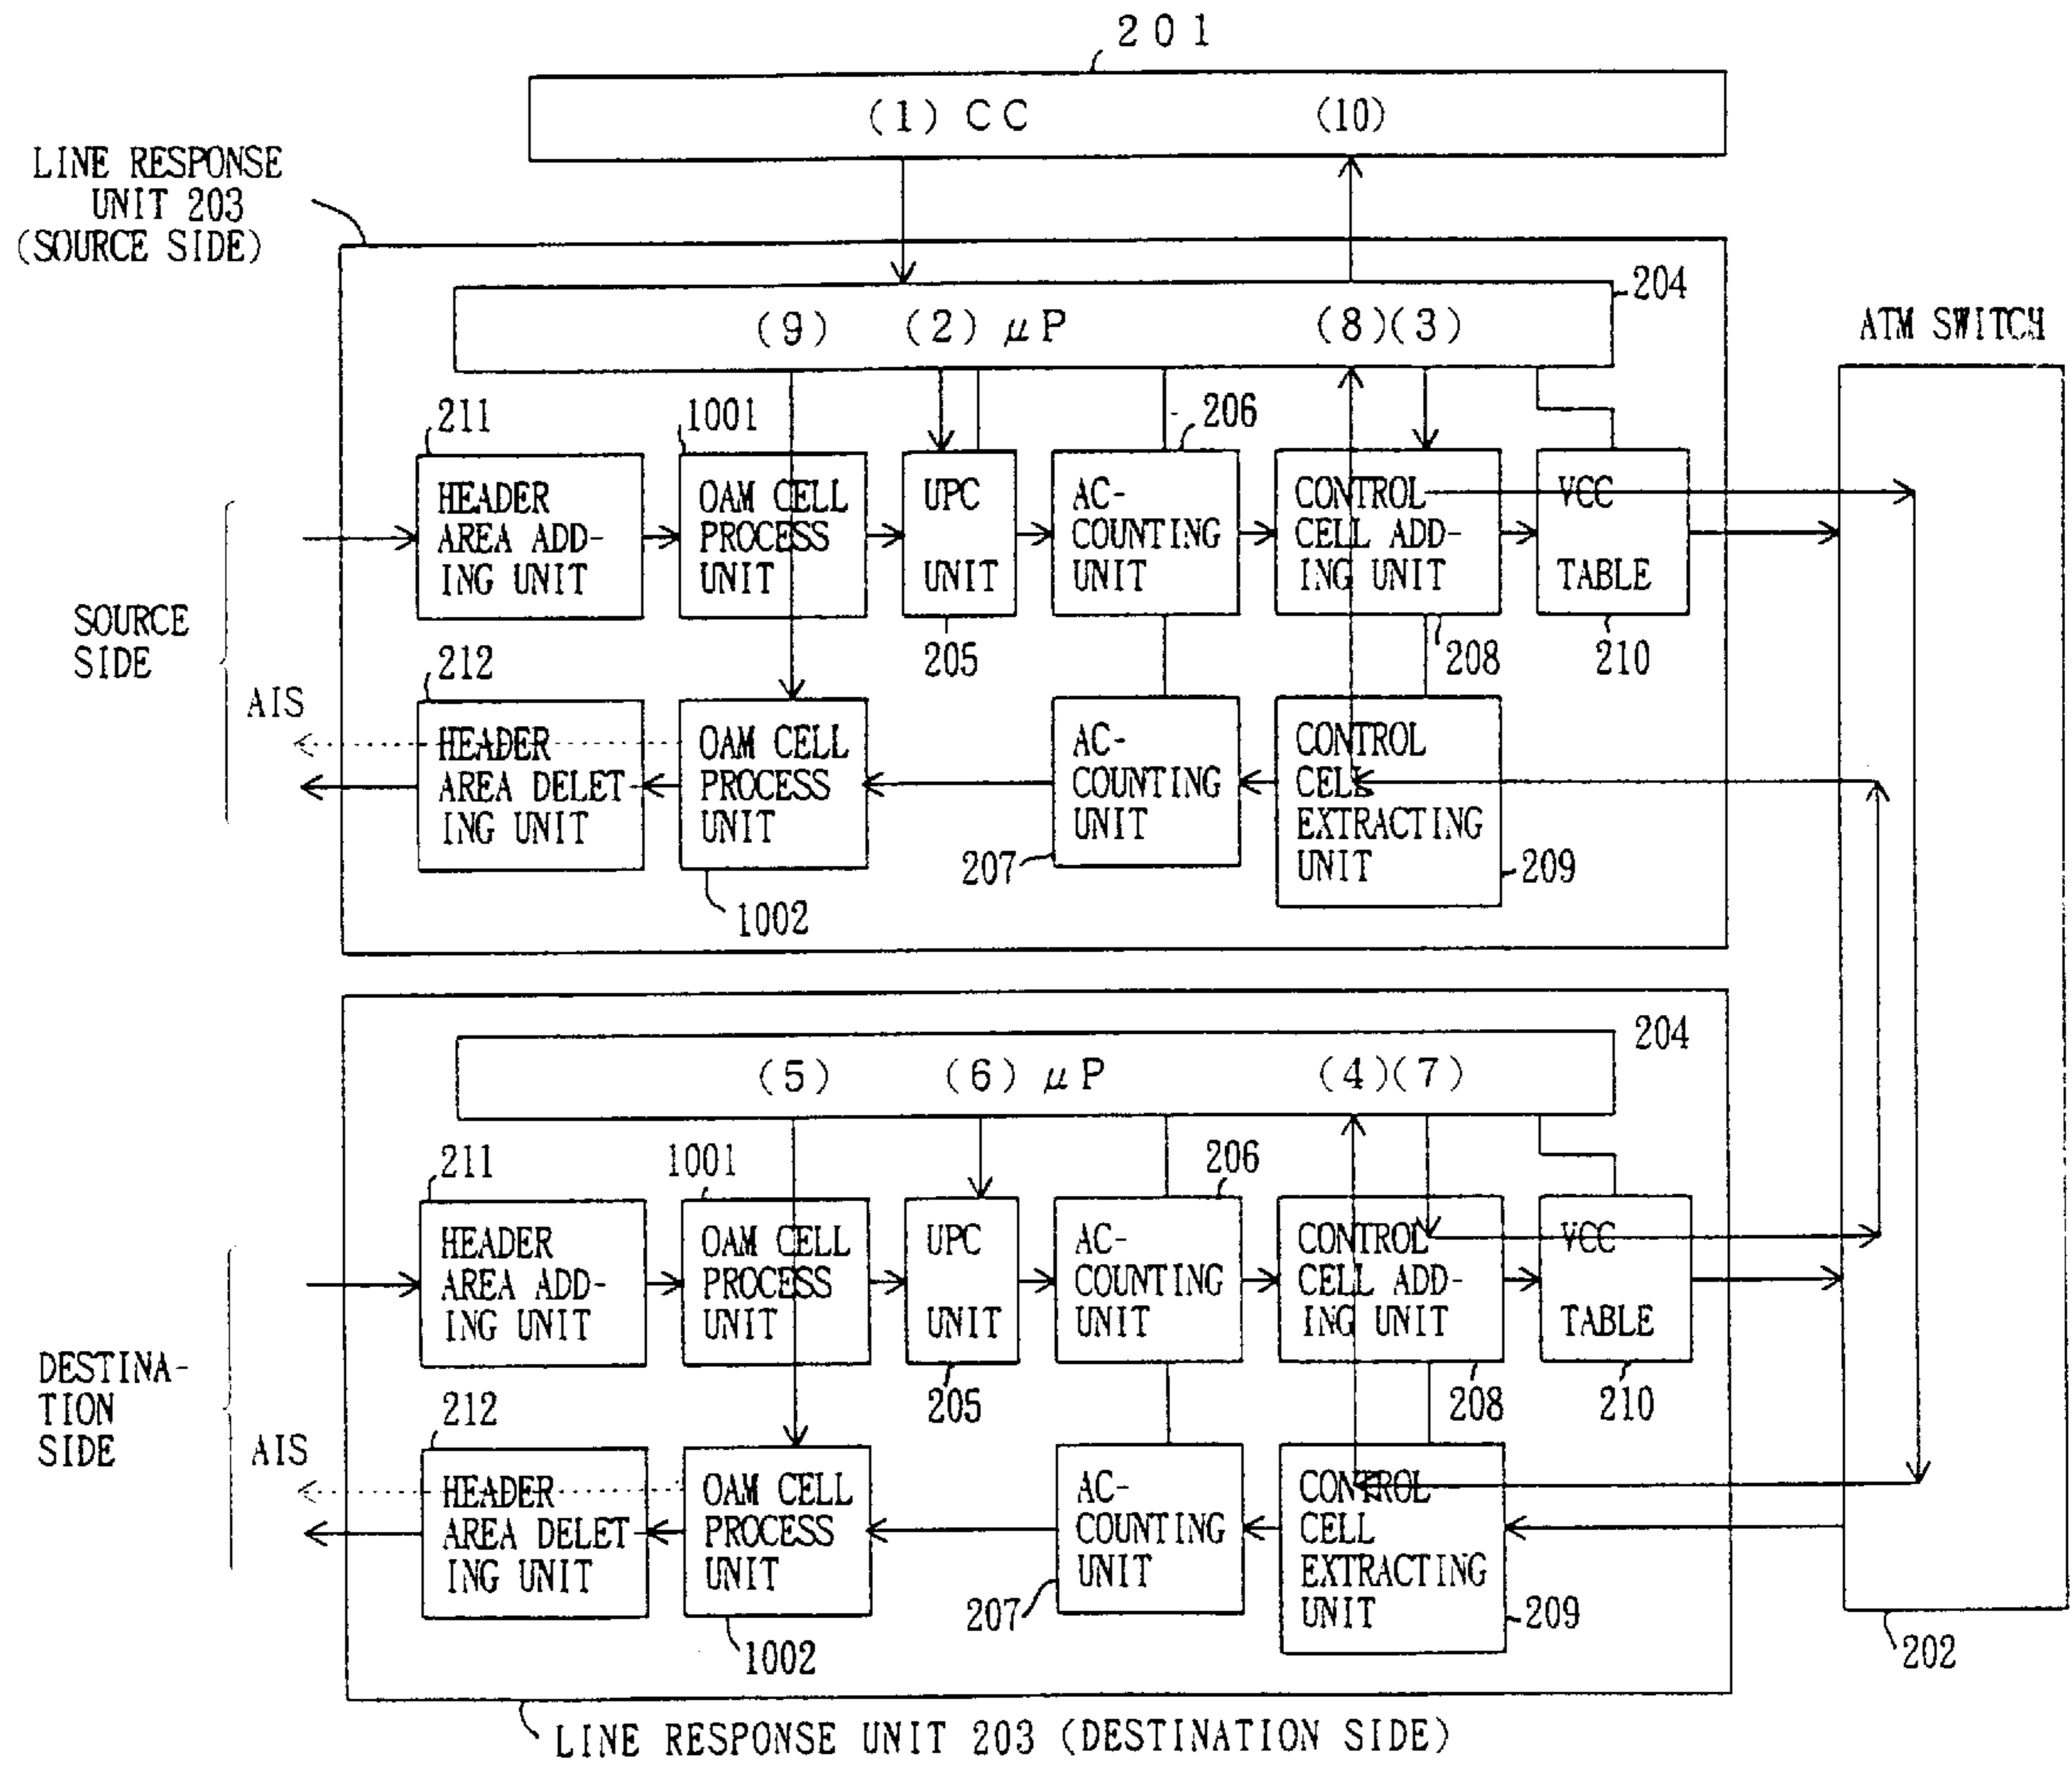 201
(1) CC (10)
LINE RESPONSE
UNIT 203
(SOURCE SIDE)
204
(9) (2) μP (8)(3)
ATM SWITCH
211
1001
206
HEADER
AREA ADD-
ING UNIT
OAM CELL
PROCESS
UNIT
UPC
UNIT
AC-
COUNTING
UNIT
CONTROL
CELL ADD-
ING UNIT
VCC
TABLE
SOURCE
SIDE
205
208
210
212
AIS
HEADER
AREA DELET-
ING UNIT
OAM CELL
PROCESS
UNIT
AC-
COUNTING
UNIT
CONTROL
CELL
EXTRACTING
UNIT
207
209
1002
204
(5) (6) μP (4)(7)
211
1001
206
HEADER
AREA ADD-
ING UNIT
OAM CELL
PROCESS
UNIT
UPC
UNIT
AC-
COUNTING
UNIT
CONTROL
CELL ADD-
ING UNIT
VCC
TABLE
DESTINA-
TION
SIDE
205
208
210
212
AIS
HEADER
AREA DELET-
ING UNIT
OAM CELL
PROCESS
UNIT
AC-
COUNTING
UNIT
CONTROL
CELL
EXTRACTING
UNIT
207
209
1002
202
LINE RESPONSE UNIT 203 (DESTINATION SIDE)